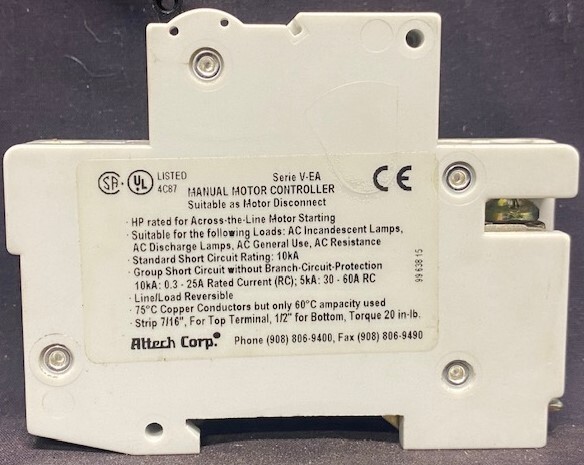 SA UL LISTED 4C87 Serie V-EA CE
MANUAL MOTOR CONTROLLER
Suitable as Motor Disconnect
· HP rated for Across-the-Line Motor Starting
· Suitable for the following Loads: AC Incandescent Lamps,
AC Discharge Lamps, AC General Use, AC Resistance
· Standard Short Circuit Rating: 10kA
· Group Short Circuit without Branch-Circuit-Protection
10kA: 0.3 - 25A Rated Current (RC); 5kA: 30 - 60A RC
· Line/Load Reversible
· 75°C Copper Conductors but only 60°C ampacity used
· Strip 7/16", For Top Terminal, 1/2" for Bottom, Torque 20 in-lb.
Altech Corp.® Phone (908) 806-9400, Fax (908) 806-9490
9963815